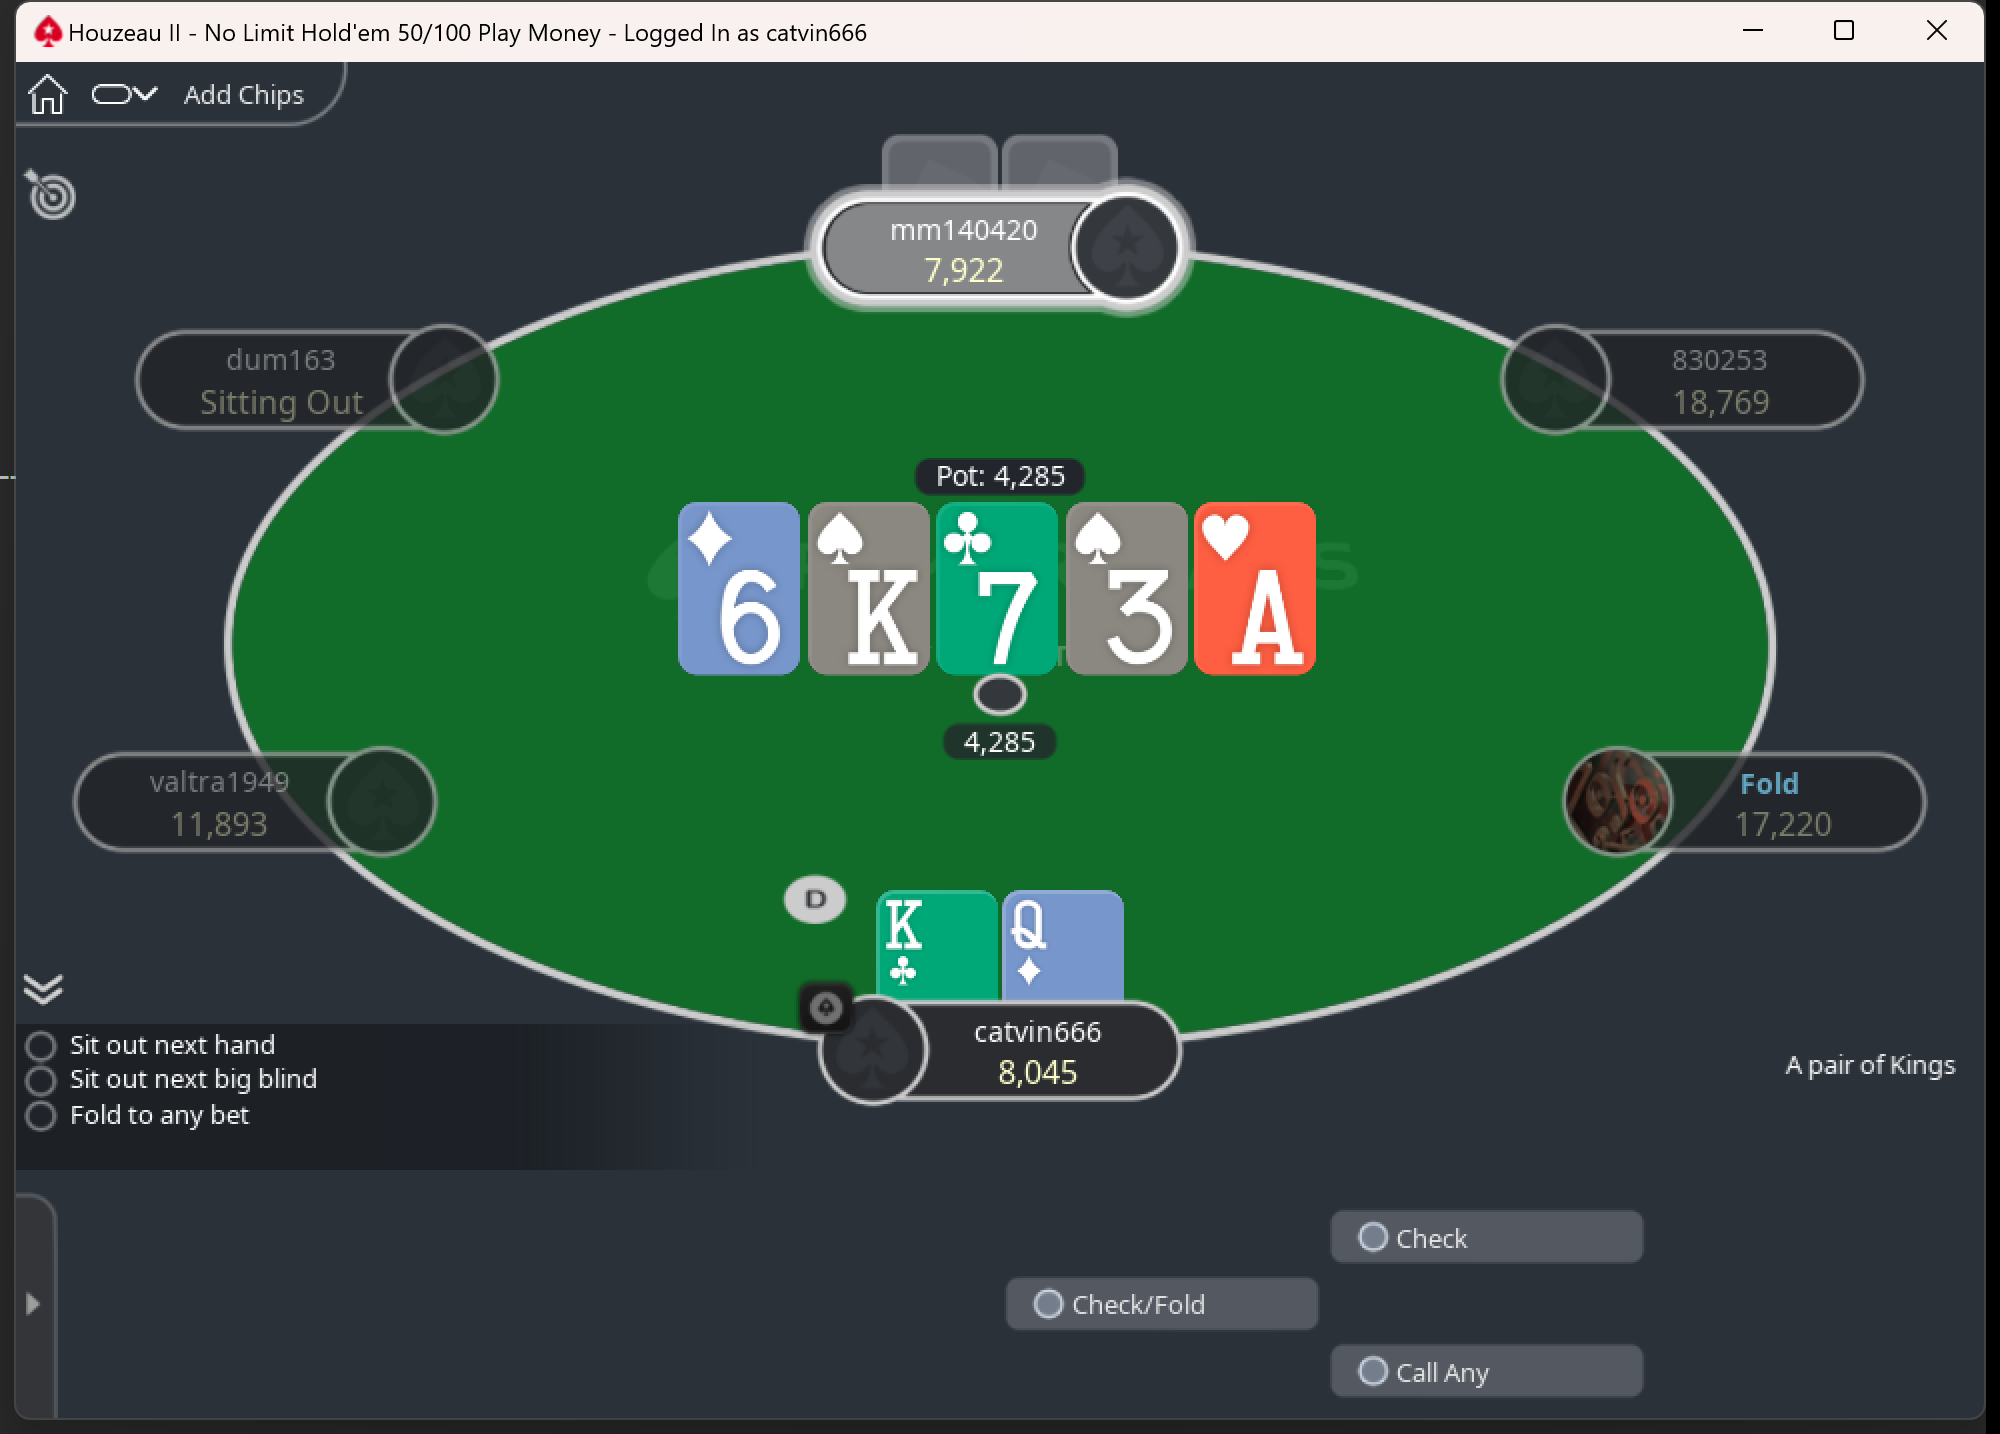 Houzeau II - No Limit Hold'em 50/100 Play Money - Logged In as catvin666
Add Chips
mm140420
7,922
dum163
Sitting Out
830253
18,769
Pot: 4,285
6 K 7 3 A
4,285
valtra1949
11,893
Fold
17,220
D
K Q
catvin666
8,045
Sit out next hand
Sit out next big blind
Fold to any bet
A pair of Kings
Check
Check/Fold
Call Any